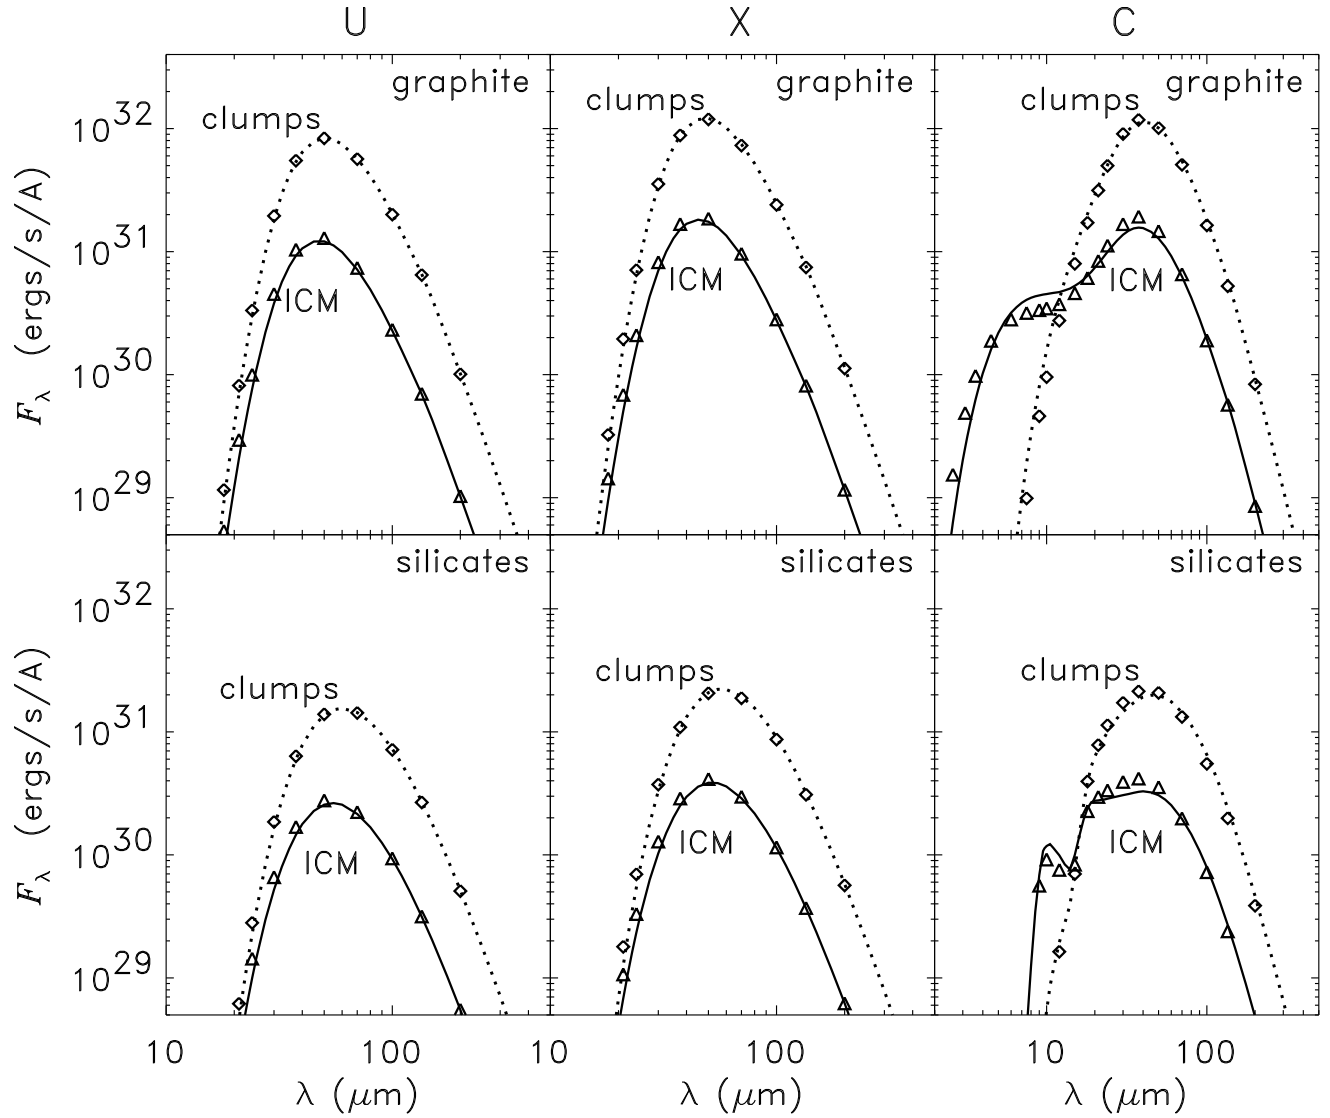 U X C
graphite graphite graphite
clumps clumps clumps
ICM ICM ICM
10^32
10^31
10^30
10^29
F_λ (ergs/s/A)
silicates silicates silicates
clumps clumps clumps
ICM ICM ICM
10^32
10^31
10^30
10^29
F_λ (ergs/s/A)
10 100 10 100 10 100
λ (μm) λ (μm) λ (μm)